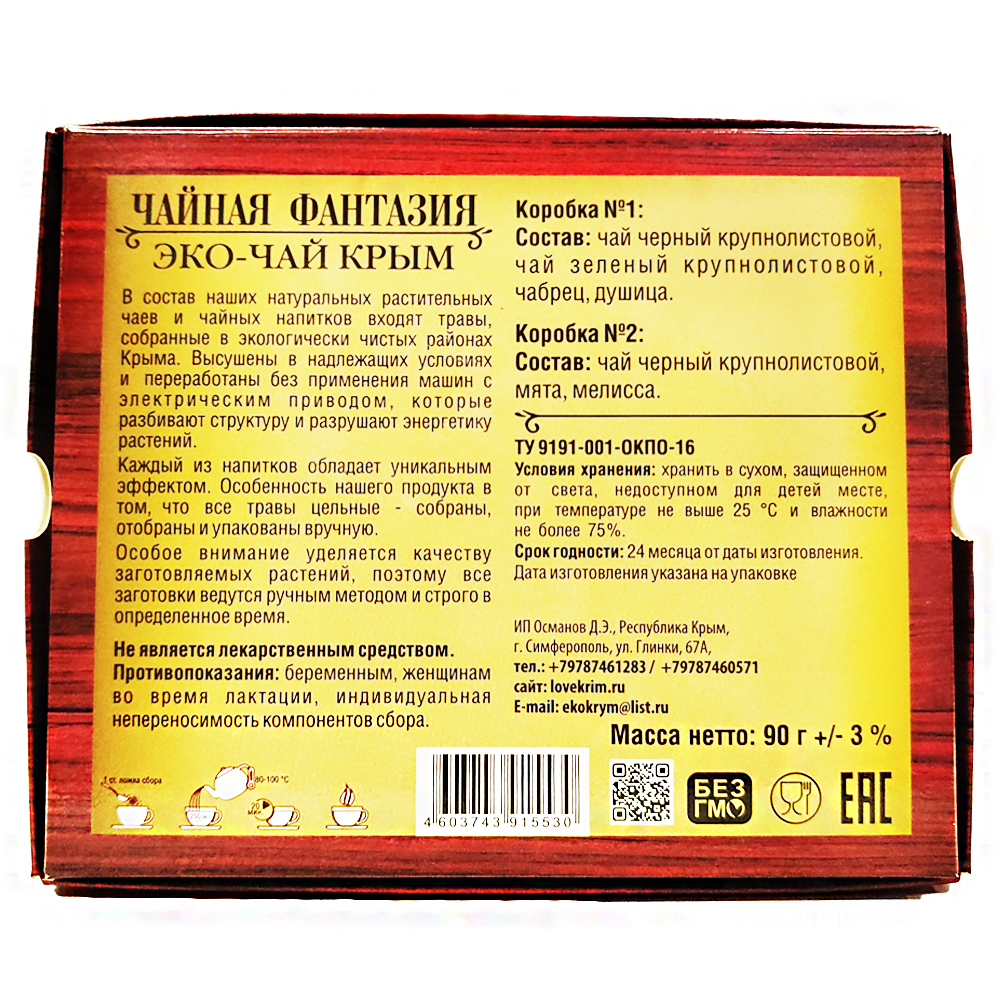 ЧАЙНАЯ ФАНТАЗИЯ
ЭКО-ЧАЙ КРЫМ
В состав наших натуральных растительных
чаев и чайных напитков входят травы,
собранные в экологически чистых районах
Крыма. Высушены в надлежащих условиях
и переработаны без применения машин с
электрическим приводом, которые
разбивают структуру и разрушают энергетику
растений.
Каждый из напитков обладает уникальным
эффектом. Особенность нашего продукта в
том, что все травы цельные - собраны,
отобраны и упакованы вручную.
Особое внимание уделяется качеству
заготовляемых растений, поэтому все
заготовки ведутся ручным методом и строго в
определенное время.
Не является лекарственным средством.
Противопоказания: беременным, женщинам
во время лактации, индивидуальная
непереносимость компонентов сбора.
1 ст. ложка сбора
80-100 °С
250 мл
20
мин
4 603743 915530
Коробка №1:
Состав: чай черный крупнолистовой,
чай зеленый крупнолистовой,
чабрец, душица.
Коробка №2:
Состав: чай черный крупнолистовой,
мята, мелисса.
ТУ 9191-001-ОКПО-16
Условия хранения: хранить в сухом, защищенном
от света, недоступном для детей месте,
при температуре не выше 25 °С и влажности
не более 75%.
Срок годности: 24 месяца от даты изготовления.
Дата изготовления указана на упаковке
ИП Османов Д.Э., Республика Крым,
г. Симферополь, ул. Глинки, 67А,
тел.: +79787461283 / +79787460571
сайт: lovekrim.ru
E-mail: ekokrym@list.ru
Масса нетто: 90 г +/- 3 %
БЕЗ
ГМО
EAC